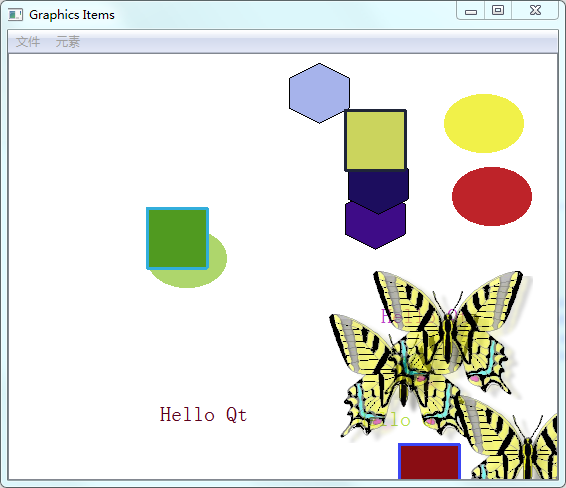 Graphics Items
文件 元素
Hello Qt